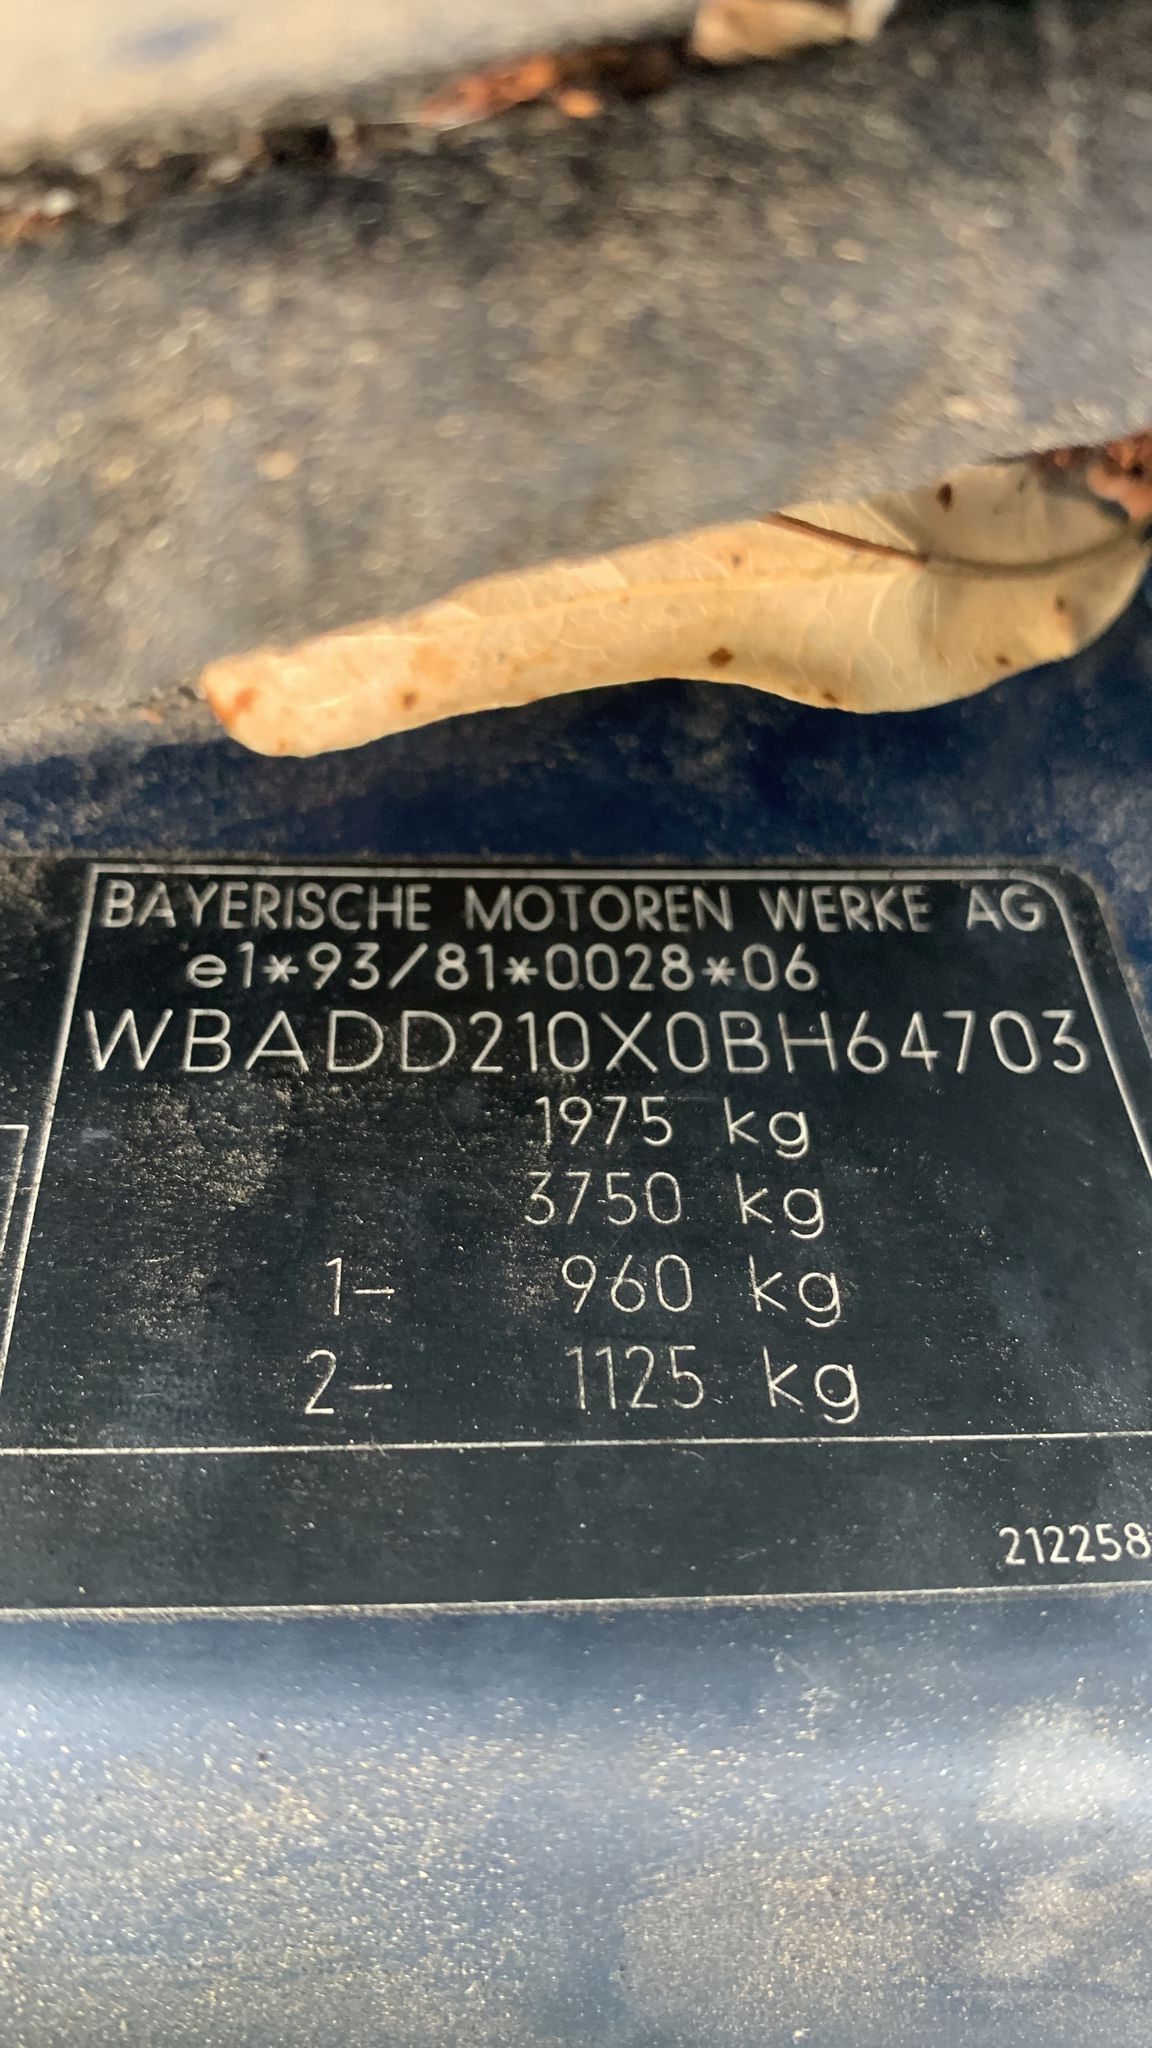 BAYERISCHE MOTOREN WERKE AG
e1*93/81*0028*06
WBADD210X0BH64703
1975 kg
3750 kg
1- 960 kg
2- 1125 kg
212258